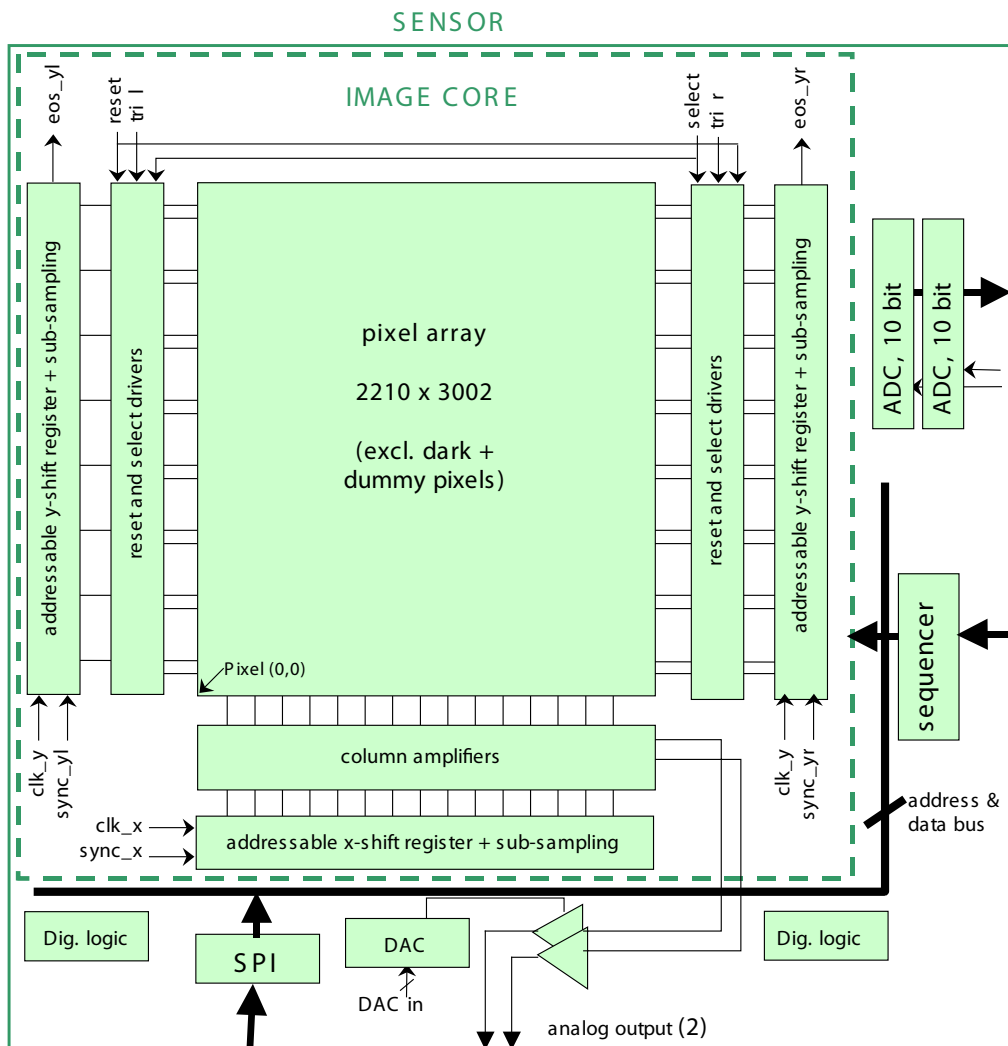 SENSOR
IMAGE CORE
eos_yl
reset
tri_l
select
tri_r
eos_yr
addressable y-shift register + sub-sampling
reset and select drivers
pixel array
2210 x 3002
(excl. dark +
dummy pixels)
reset and select drivers
addressable y-shift register + sub-sampling
ADC, 10 bit
ADC, 10 bit
Pixel (0,0)
sequencer
clk_y
sync_yl
column amplifiers
clk_y
sync_yr
address &
data bus
clk_x
sync_x
addressable x-shift register + sub-sampling
Dig. logic
SPI
DAC
DAC in
Dig. logic
analog output (2)